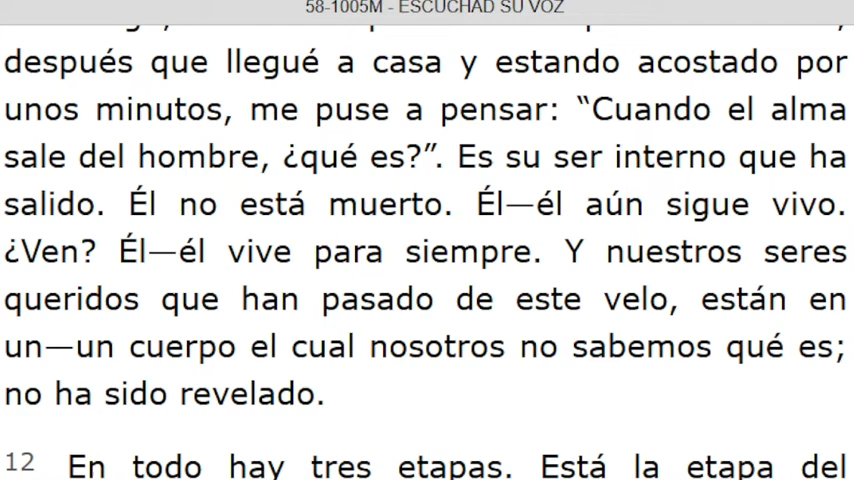 58-1005M - ESCUCHAD SU VOZ
después que llegué a casa y estando acostado por
unos minutos, me puse a pensar: “Cuando el alma
sale del hombre, ¿qué es?”. Es su ser interno que ha
salido. Él no está muerto. Él—él aún sigue vivo.
¿Ven? Él—él vive para siempre. Y nuestros seres
queridos que han pasado de este velo, están en
un—un cuerpo el cual nosotros no sabemos qué es;
no ha sido revelado.
12 En todo hay tres etapas. Está la etapa del